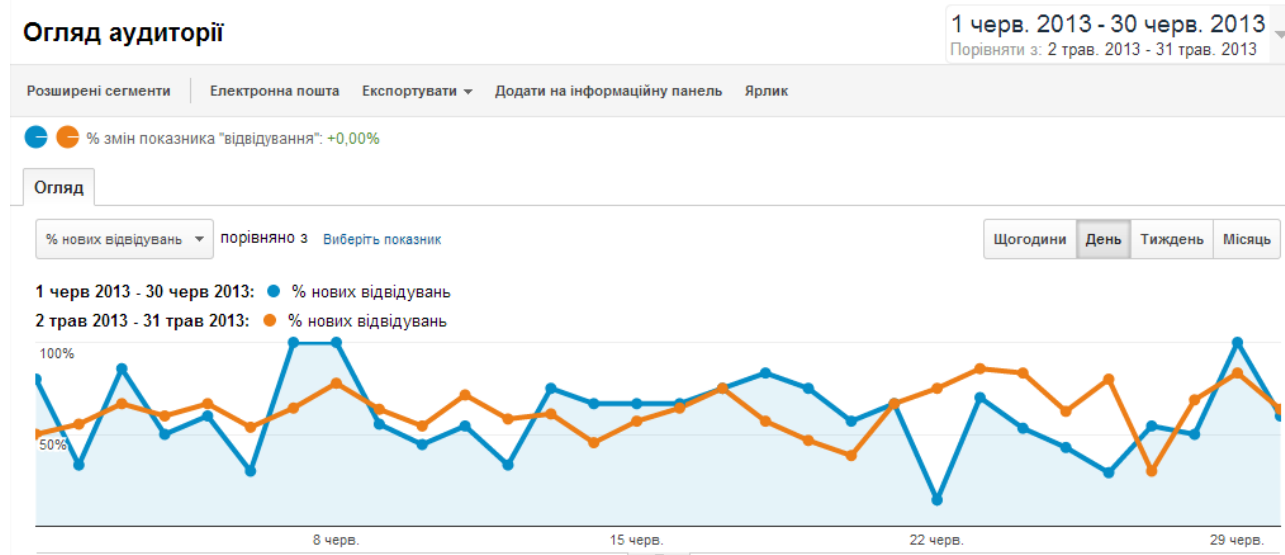 Огляд аудиторії
1 черв. 2013 - 30 черв. 2013
Порівняти з: 2 трав. 2013 - 31 трав. 2013
Розширені сегменти Електронна пошта Експортувати Додати на інформаційну панель Ярлик
% змін показника "відвідування": +0,00%
Огляд
% нових відвідувань порівняно з Виберіть показник Щогодини День Тиждень Місяць
1 черв 2013 - 30 черв 2013: % нових відвідувань
2 трав 2013 - 31 трав 2013: % нових відвідувань
100%
50%
8 черв. 15 черв. 22 черв. 29 черв.